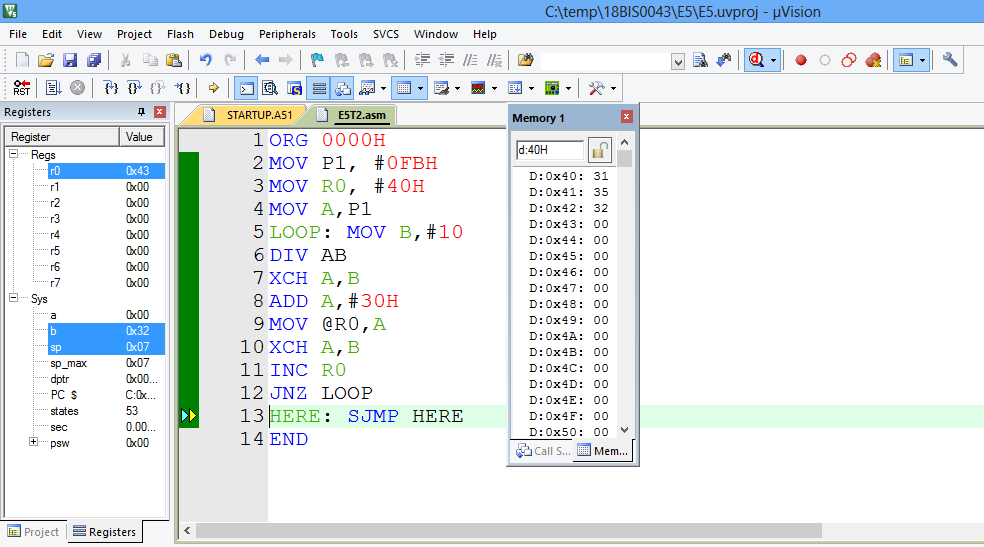 C:\temp\18BIS0043\E5\E5.uvproj - µVision
File Edit View Project Flash Debug Peripherals Tools SVCS Window Help
RST
Registers
Register Value
Regs
r0 0x43
r1 0x00
r2 0x00
r3 0x00
r4 0x00
r5 0x00
r6 0x00
r7 0x00
Sys
a 0x00
b 0x32
sp 0x07
sp_max 0x07
dptr 0x00...
PC $ C:0x...
states 53
sec 0.00...
psw 0x00
Project Registers
STARTUP.A51 E5T2.asm
1 ORG 0000H
2 MOV P1, #0FBH
3 MOV R0, #40H
4 MOV A,P1
5 LOOP: MOV B,#10
6 DIV AB
7 XCH A,B
8 ADD A,#30H
9 MOV @R0,A
10 XCH A,B
11 INC R0
12 JNZ LOOP
13 HERE: SJMP HERE
14 END
Memory 1
d:40H
D:0x40: 31
D:0x41: 35
D:0x42: 32
D:0x43: 00
D:0x44: 00
D:0x45: 00
D:0x46: 00
D:0x47: 00
D:0x48: 00
D:0x49: 00
D:0x4A: 00
D:0x4B: 00
D:0x4C: 00
D:0x4D: 00
D:0x4E: 00
D:0x4F: 00
D:0x50: 00
Call S... Mem...